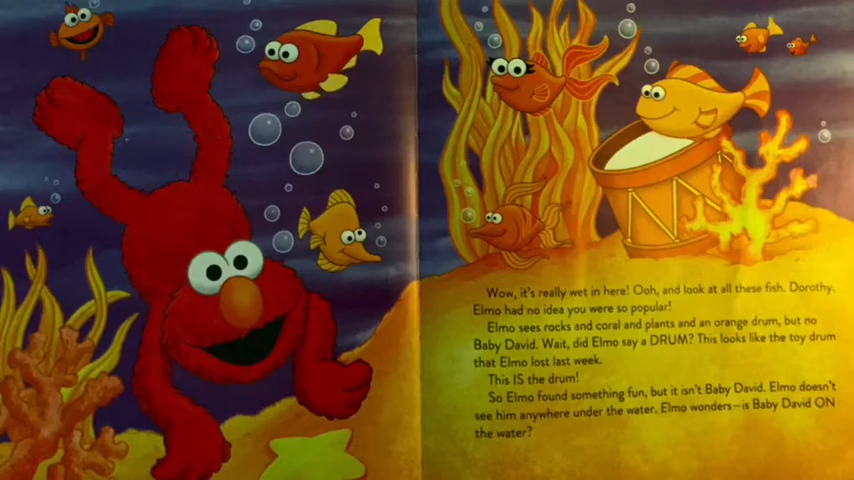 Wow, it's really wet in here! Ooh, and look at all these fish. Dorothy,
Elmo had no idea you were so popular!
Elmo sees rocks and coral and plants and an orange drum, but no
Baby David. Wait, did Elmo say a DRUM? This looks like the toy drum
that Elmo lost last week.
This IS the drum!
So Elmo found something fun, but it isn't Baby David. Elmo doesn't
see him anywhere under the water. Elmo wonders—is Baby David ON
the water?